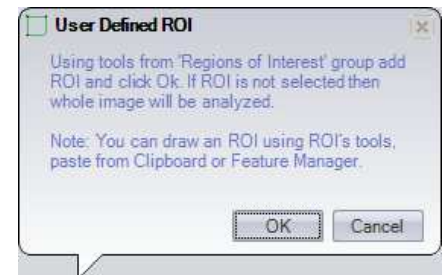 User Defined ROI
Using tools from 'Regions of Interest' group add
ROI and click Ok. If ROI is not selected then
whole image will be analyzed.
Note: You can draw an ROI using ROI's tools,
paste from Clipboard or Feature Manager.
OK Cancel